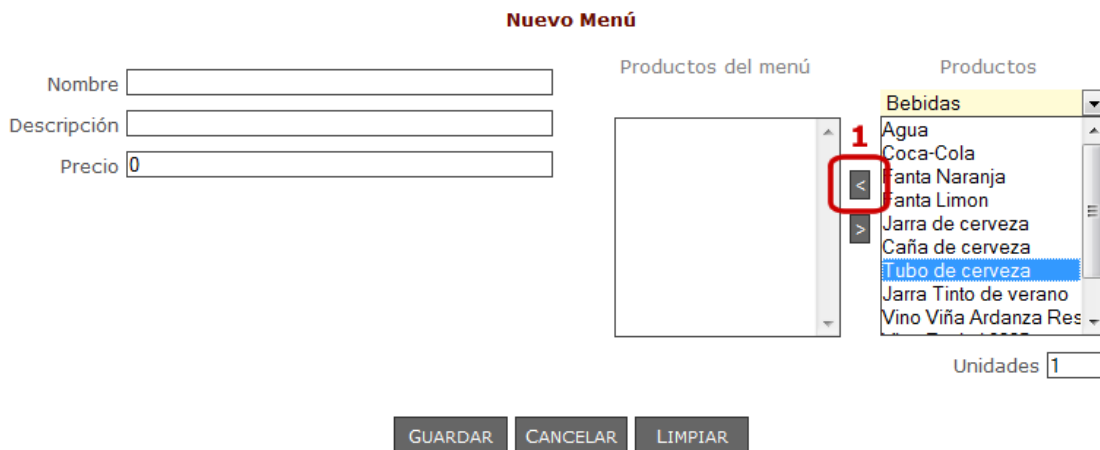 Nuevo Menú
Nombre
Descripción
Precio 0
Productos del menú
1
<
>
Productos
Bebidas
Agua
Coca-Cola
Fanta Naranja
Fanta Limon
Jarra de cerveza
Caña de cerveza
Tubo de cerveza
Jarra Tinto de verano
Vino Viña Ardanza Res
Unidades 1
GUARDAR CANCELAR LIMPIAR